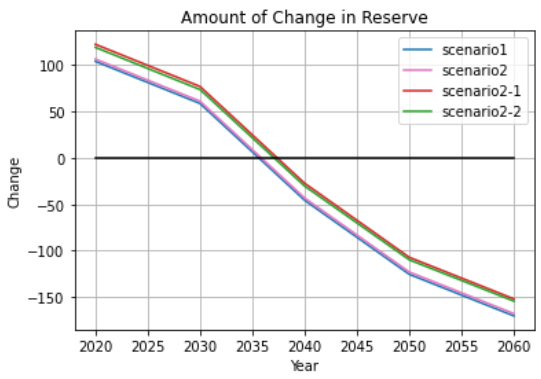 Amount of Change in Reserve
scenario1
scenario2
scenario2-1
scenario2-2
Change
100
50
0
−50
−100
−150
2020 2025 2030 2035 2040 2045 2050 2055 2060
Year